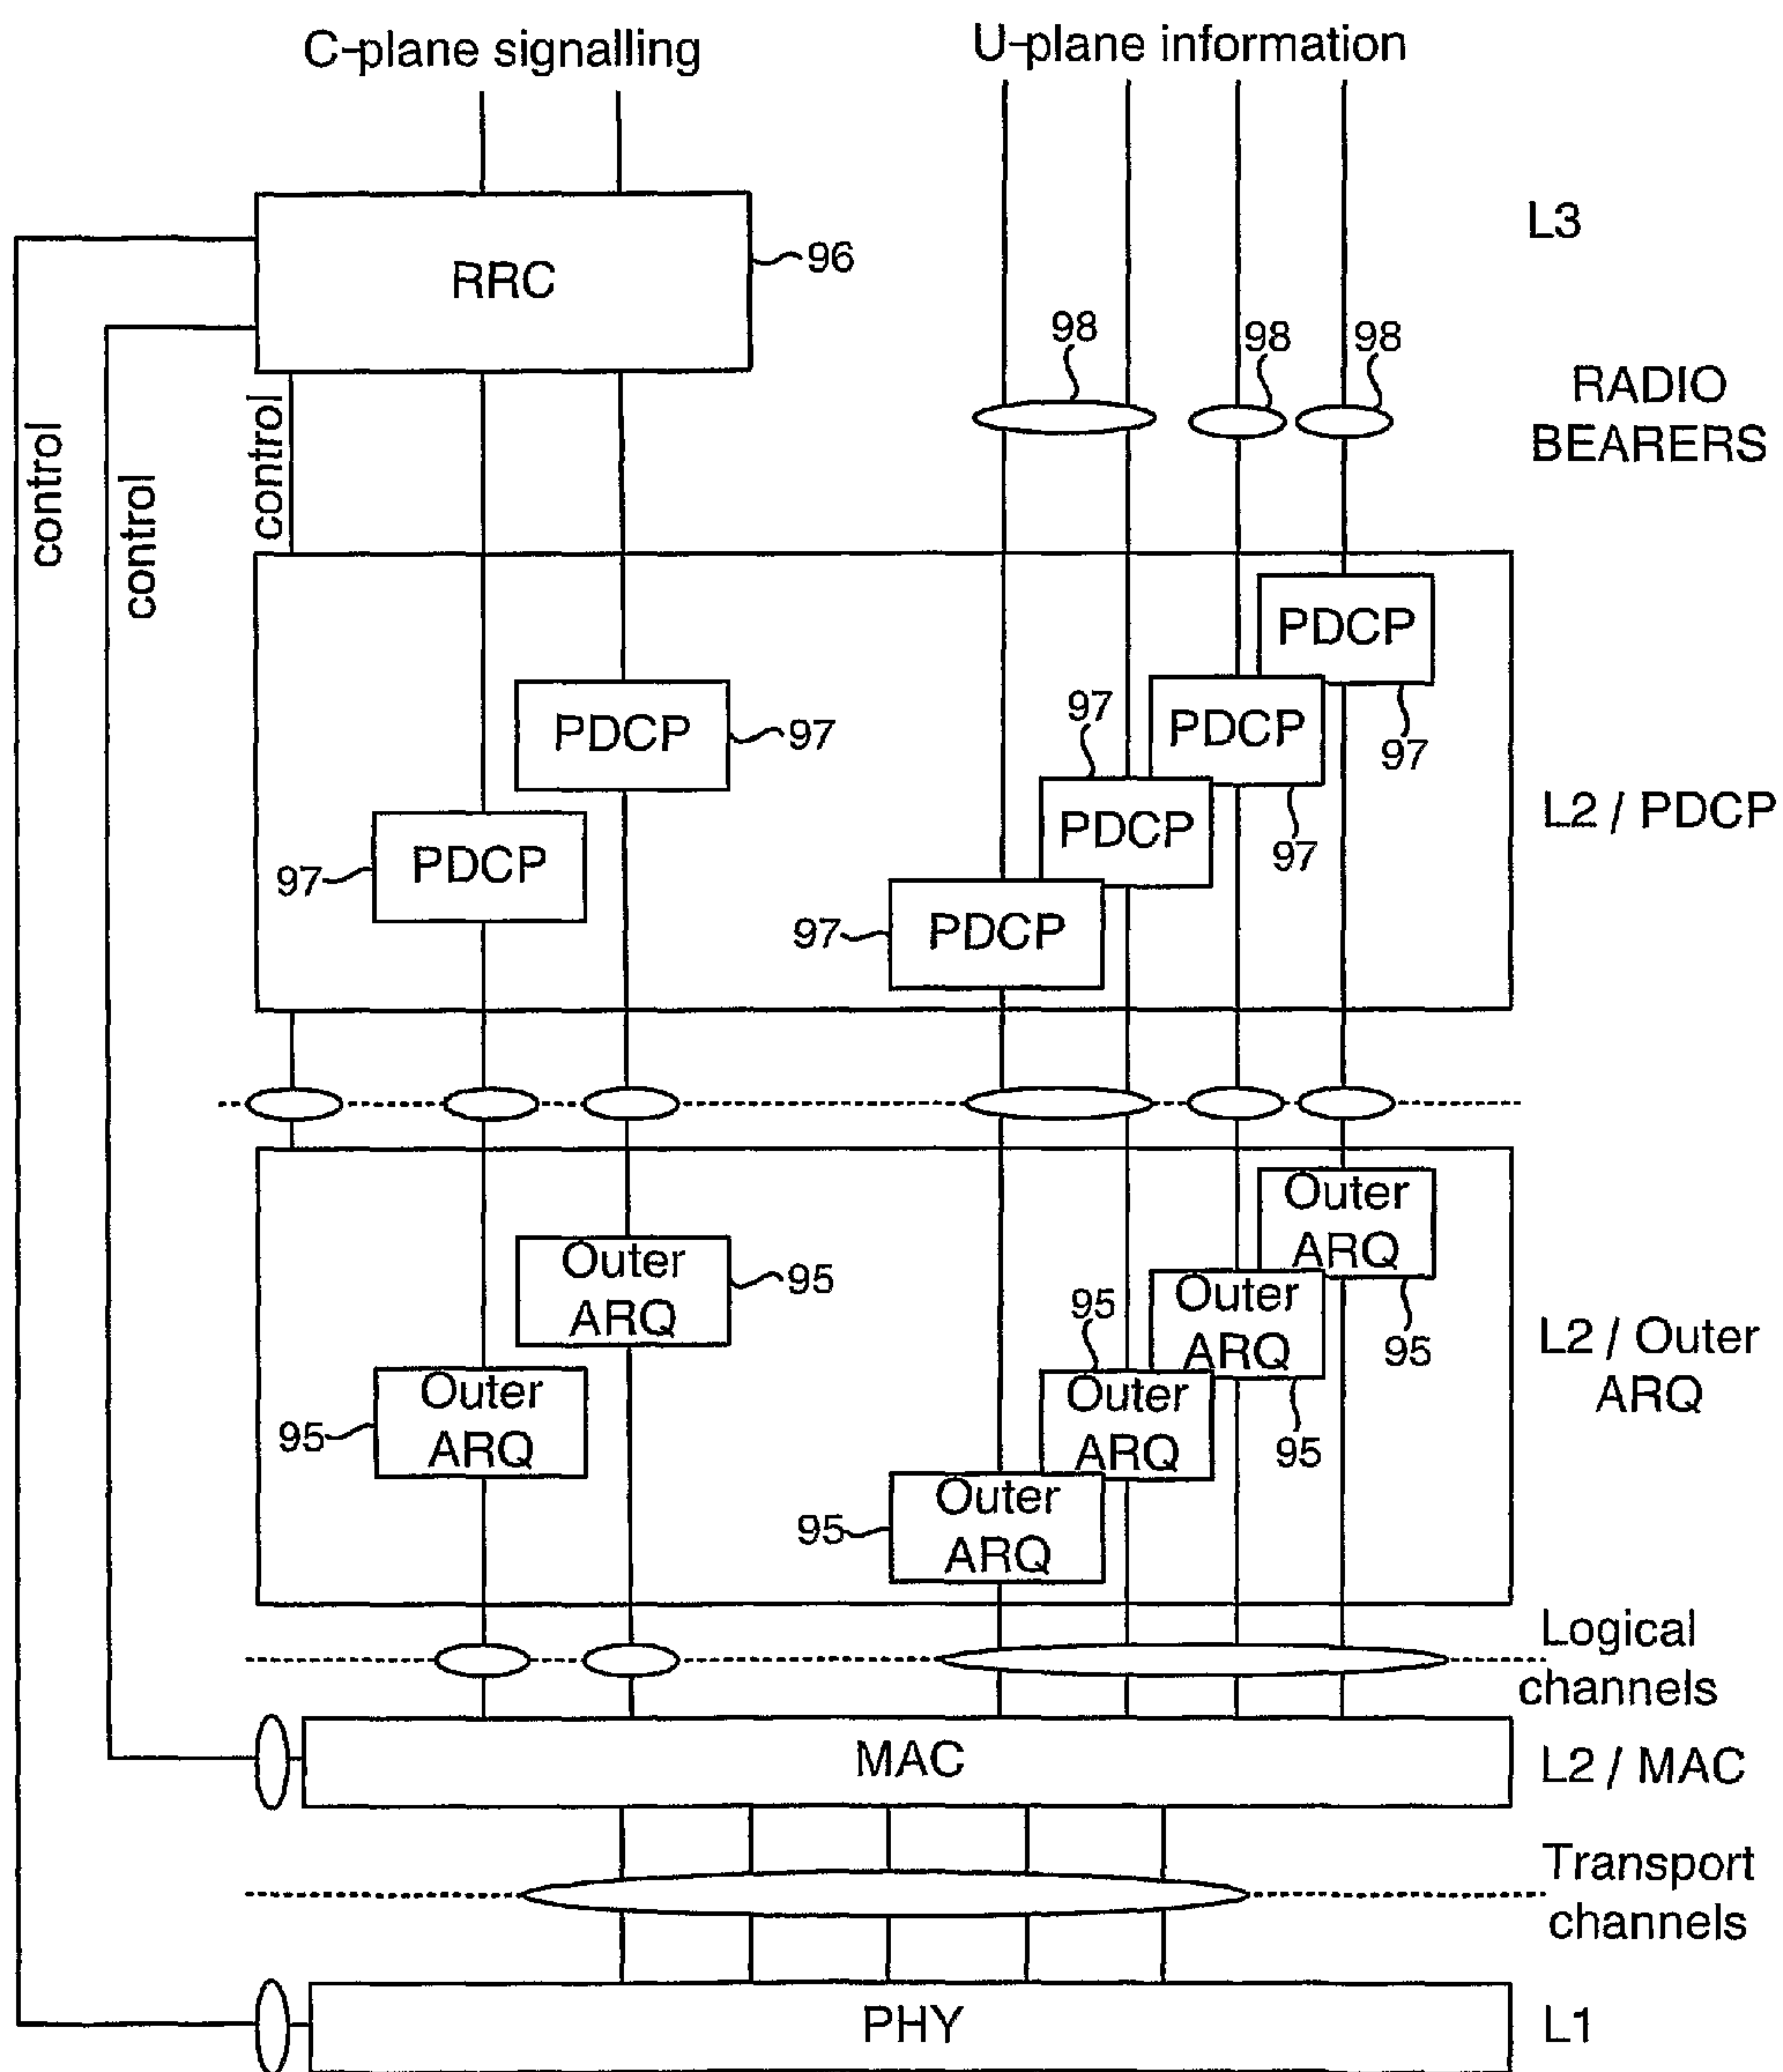 C-plane signalling
U-plane information
L3
RRC
96
98
98
98
RADIO
BEARERS
control
control
control
PDCP
97
PDCP
97
PDCP
97
97
PDCP
97
L2 / PDCP
PDCP
97
97
PDCP
Outer
ARQ
95
Outer
ARQ
95
Outer
ARQ
95
95
Outer
ARQ
95
L2 / Outer
ARQ
Outer
ARQ
95
95
Outer
ARQ
Logical
channels
MAC
L2 / MAC
Transport
channels
PHY
L1